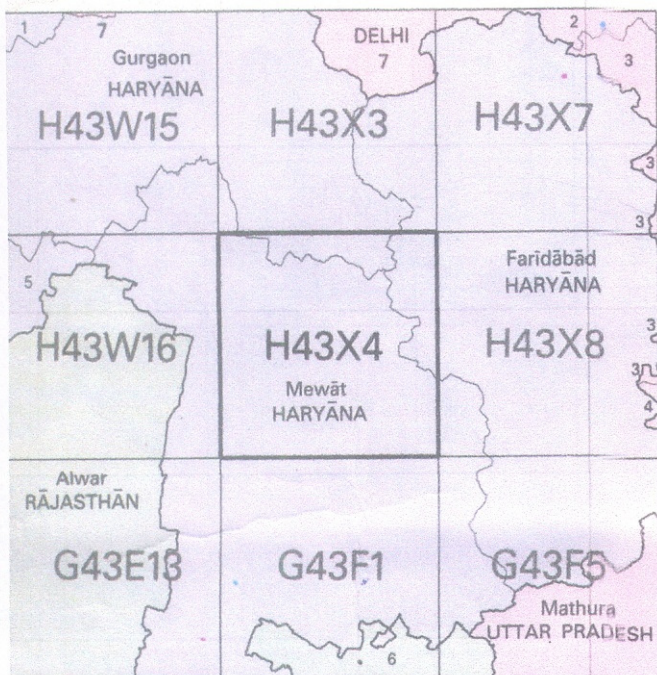 1
7
Gurgaon
HARYĀNA
H43W15
DELHI
7
H43X3
2
3
H43X7
3
3
5
H43W16
H43X4
Mewāt
HARYĀNA
Farīdābād
HARYĀNA
H43X8
3
3
4
Alwar
RĀJASTHĀN
G43E13
G43F1
6
G43F5
Mathura
UTTAR PRADESH